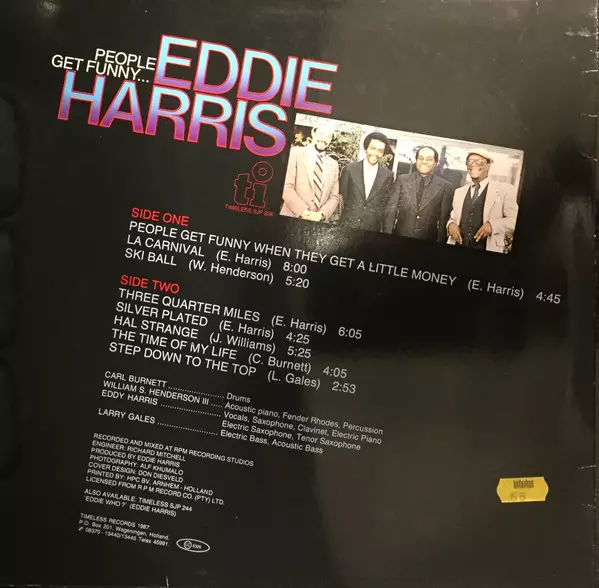 PEOPLE
GET FUNNY...
EDDIE
HARRIS
ti
TIMELESS SJP 228
SIDE ONE
PEOPLE GET FUNNY WHEN THEY GET A LITTLE MONEY (E. Harris) 4:45
LA CARNIVAL (E. Harris) 8:00
SKI BALL (W. Henderson) 5:20
SIDE TWO
THREE QUARTER MILES (E. Harris) 6:05
SILVER PLATED (E. Harris) 4:25
HAL STRANGE (J. Williams) 5:25
THE TIME OF MY LIFE (C. Burnett) 4:05
STEP DOWN TO THE TOP (L. Gales) 2:53
CARL BURNETT .................... Drums
WILLIAM S. HENDERSON III .... Acoustic piano, Fender Rhodes, Percussion
EDDY HARRIS ...................... Vocals, Saxophone, Clavinet, Electric Piano
Electric Saxophone, Tenor Saxophone
LARRY GALES ...................... Electric Bass, Acoustic Bass
RECORDED AND MIXED AT RPM RECORDING STUDIOS
ENGINEER: RICHARD MITCHELL
PRODUCED BY EDDIE HARRIS
PHOTOGRAPHY: ALF KHUMALO
COVER DESIGN: DON DIESVELD
PRINTED BY: HPC BV, ARNHEM - HOLLAND
LICENSED FROM R P M RECORD CO. (PTY) LTD.
ALSO AVAILABLE: TIMELESS SJP 244
'EDDIE WHO ?' (EDDIE HARRIS)
TIMELESS RECORDS 1987.
P.O. Box 201, Wageningen, Holland.
08370 - 13440/13445 Telex 45991.